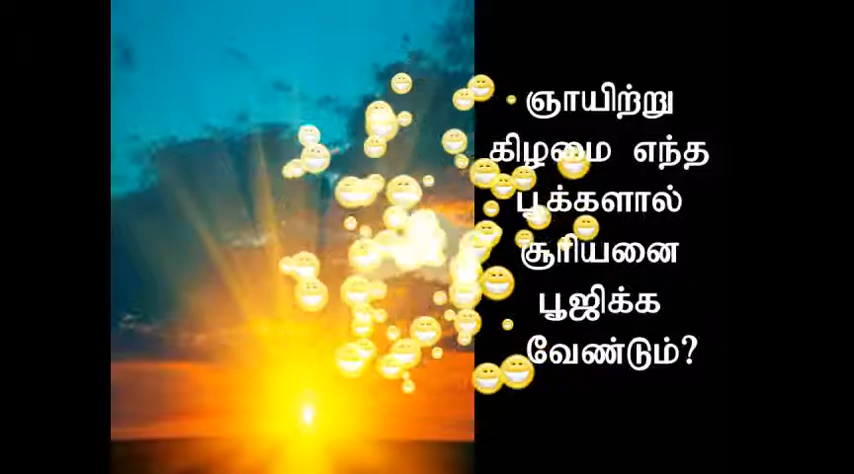 ஞாயிற்று
கிழமை எந்த
பூக்களால்
சூரியனை
பூஜிக்க
வேண்டும்?